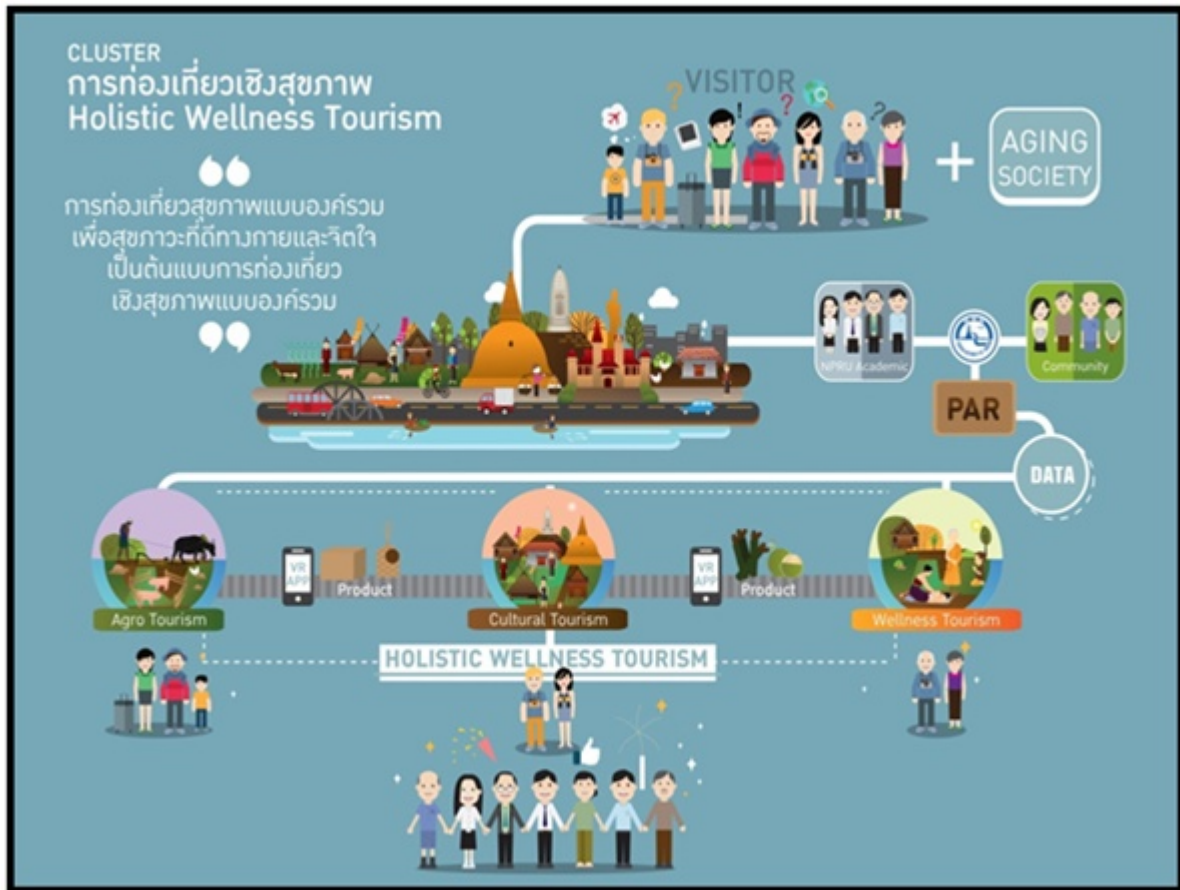 CLUSTER
การท่องเที่ยวเชิงสุขภาพ
Holistic Wellness Tourism
VISITOR
AGING
SOCIETY
การท่องเที่ยวสุขภาพแบบองค์รวม
เพื่อสุขภาวะที่ดีทางกายและจิตใจ
เป็นต้นแบบการท่องเที่ยว
เชิงสุขภาพแบบองค์รวม
NPRU Academic
Community
PAR
DATA
VR
APP
Product
VR
APP
Product
Agro Tourism
Cultural Tourism
Wellness Tourism
HOLISTIC WELLNESS TOURISM